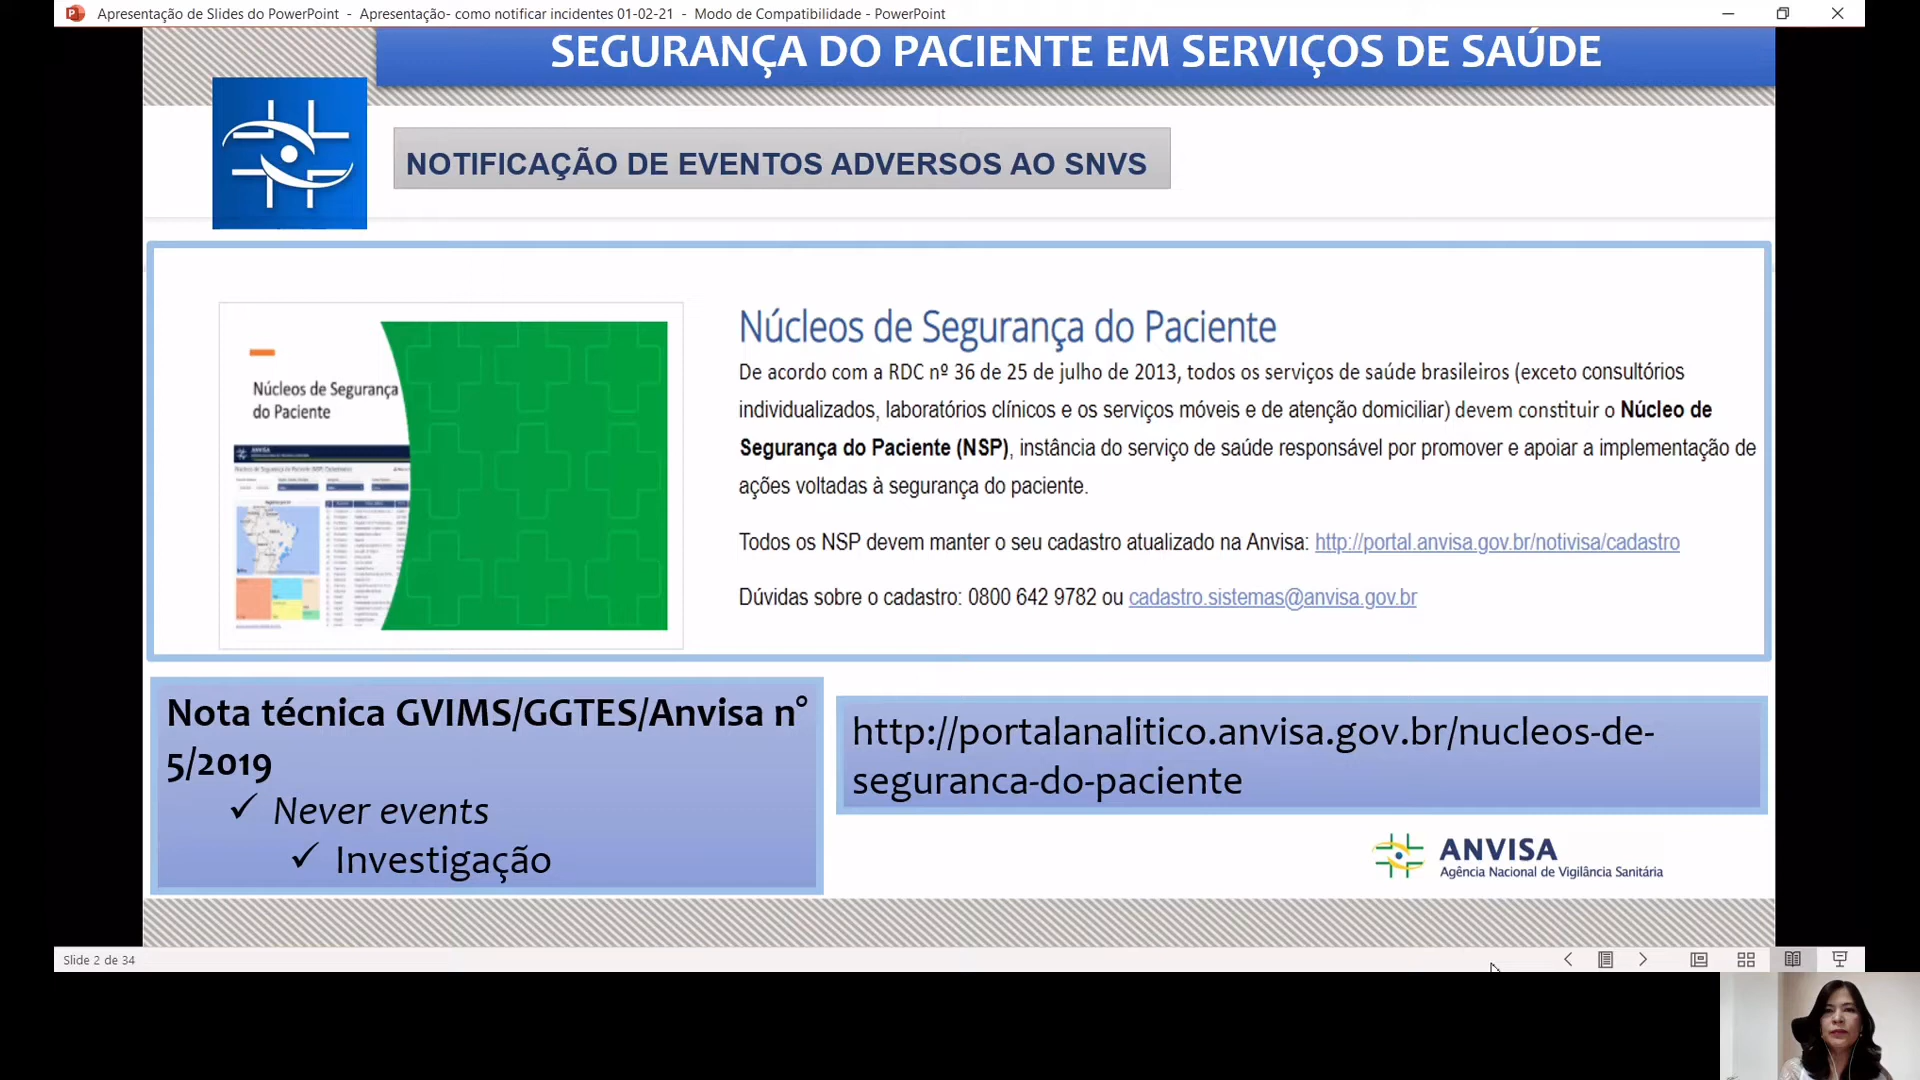 Apresentação de Slides do PowerPoint - Apresentação- como notificar incidentes 01-02-21 - Modo de Compatibilidade - PowerPoint
SEGURANÇA DO PACIENTE EM SERVIÇOS DE SAÚDE
NOTIFICAÇÃO DE EVENTOS ADVERSOS AO SNVS
Núcleos de Segurança
do Paciente
ANVISA
Núcleos de Segurança do Paciente
De acordo com a RDC nº 36 de 25 de julho de 2013, todos os serviços de saúde brasileiros (exceto consultórios
individualizados, laboratórios clínicos e os serviços móveis e de atenção domiciliar) devem constituir o Núcleo de
Segurança do Paciente (NSP), instância do serviço de saúde responsável por promover e apoiar a implementação de
ações voltadas à segurança do paciente.
Todos os NSP devem manter o seu cadastro atualizado na Anvisa: http://portal.anvisa.gov.br/notivisa/cadastro
Dúvidas sobre o cadastro: 0800 642 9782 ou cadastro.sistemas@anvisa.gov.br
Nota técnica GVIMS/GGTES/Anvisa n°
5/2019
✓ Never events
✓ Investigação
http://portalanalitico.anvisa.gov.br/nucleos-de-
seguranca-do-paciente
ANVISA
Agência Nacional de Vigilância Sanitária
Slide 2 de 34